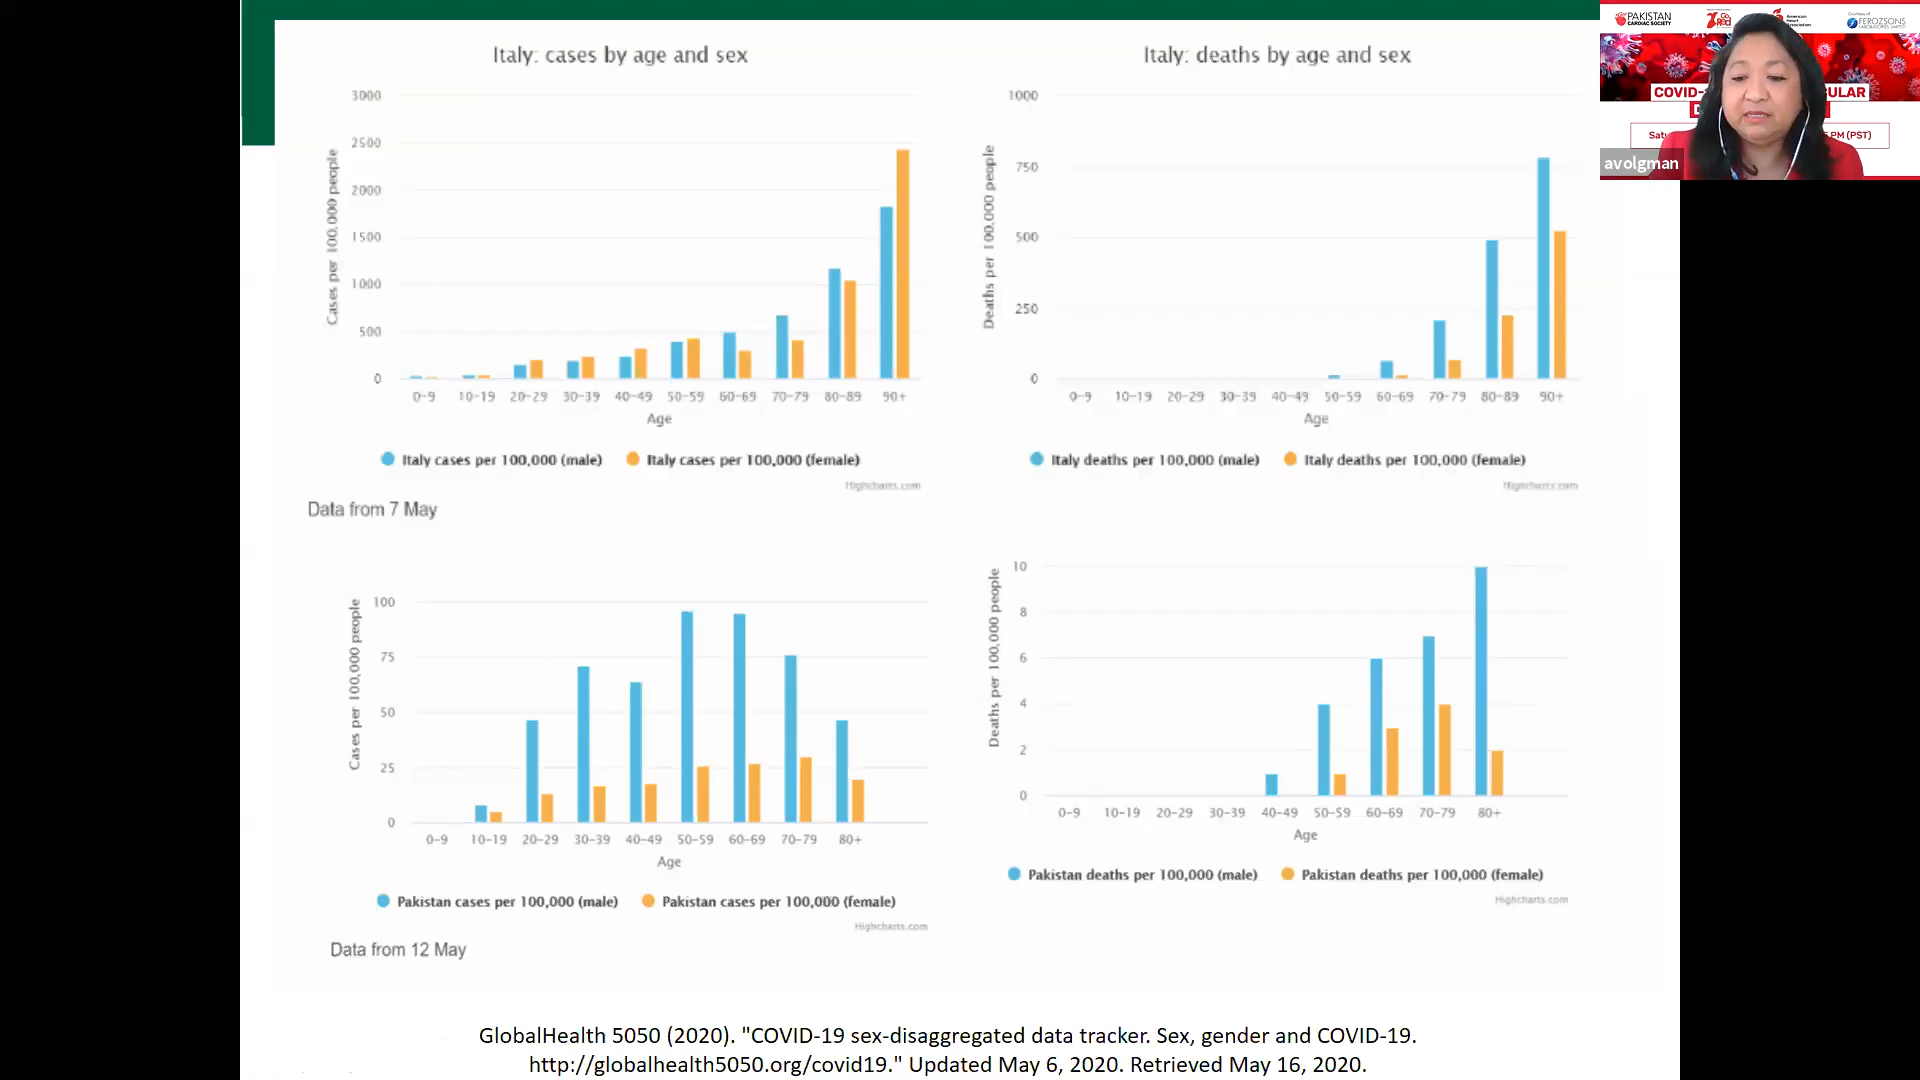 Italy: cases by age and sex
3000
2500
2000
1500
1000
500
0
Cases per 100,000 people
0-9 10-19 20-29 30-39 40-49 50-59 60-69 70-79 80-89 90+
Age
Italy cases per 100,000 (male) Italy cases per 100,000 (female)
Highcharts.com
Data from 7 May
Italy: deaths by age and sex
1000
750
500
250
0
Deaths per 100,000 people
0-9 10-19 20-29 30-39 40-49 50-59 60-69 70-79 80-89 90+
Age
Italy deaths per 100,000 (male) Italy deaths per 100,000 (female)
Highcharts.com
100
75
50
25
0
Cases per 100,000 people
0-9 10-19 20-29 30-39 40-49 50-59 60-69 70-79 80+
Age
Pakistan cases per 100,000 (male) Pakistan cases per 100,000 (female)
Highcharts.com
Data from 12 May
10
8
6
4
2
0
Deaths per 100,000 people
0-9 10-19 20-29 30-39 40-49 50-59 60-69 70-79 80+
Age
Pakistan deaths per 100,000 (male) Pakistan deaths per 100,000 (female)
Highcharts.com
GlobalHealth 5050 (2020). "COVID-19 sex-disaggregated data tracker. Sex, gender and COVID-19.
http://globalhealth5050.org/covid19." Updated May 6, 2020. Retrieved May 16, 2020.
PAKISTAN
CARDIAC SOCIETY
American
Heart
Association
FEROZSONS
COVID- ULAR
Satu PM (PST)
avolgman